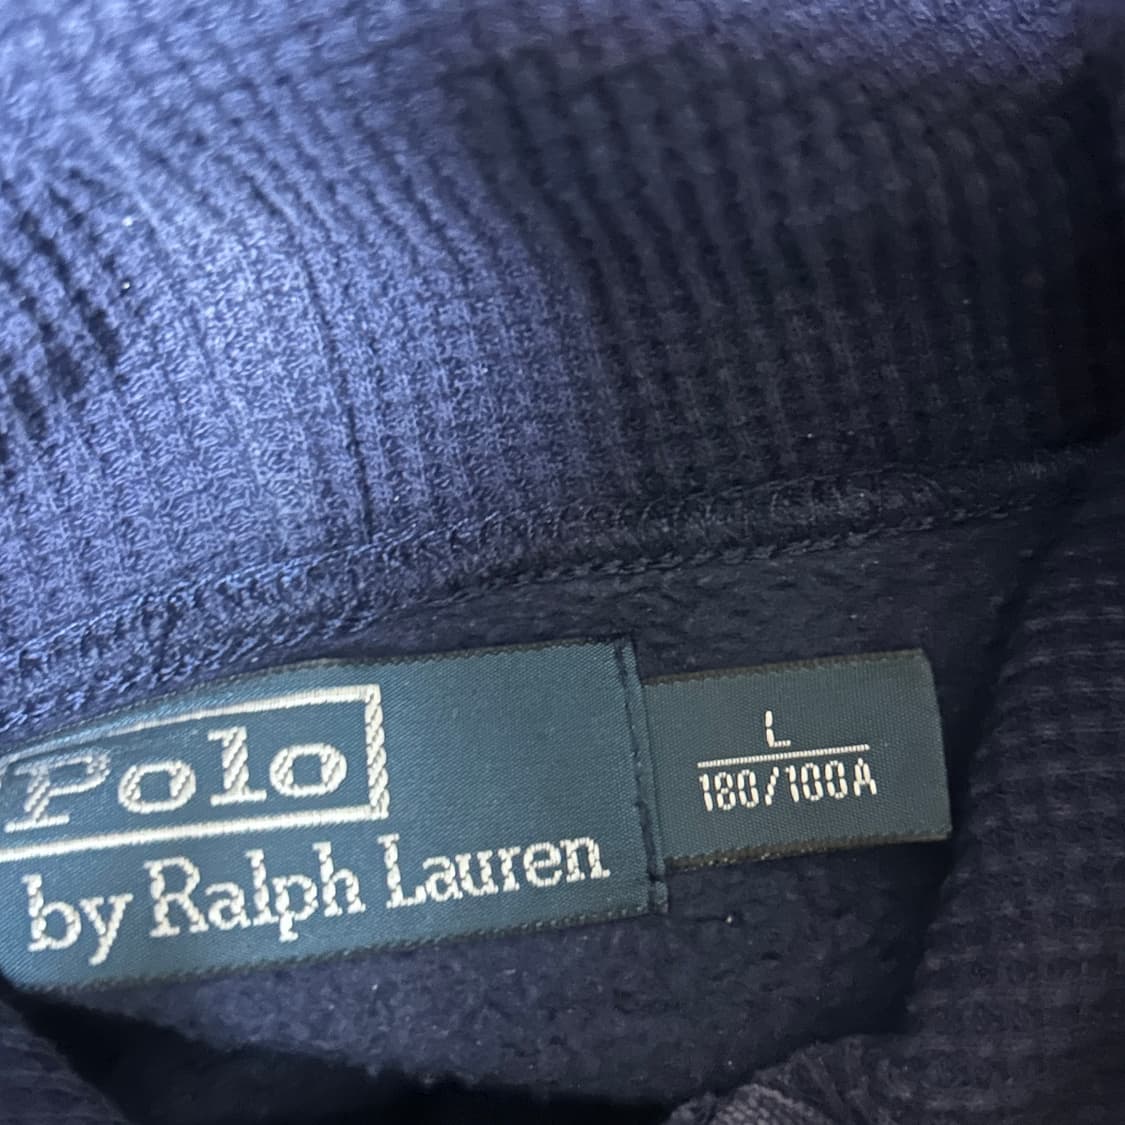 Polo
by Ralph Lauren
L
180/100A